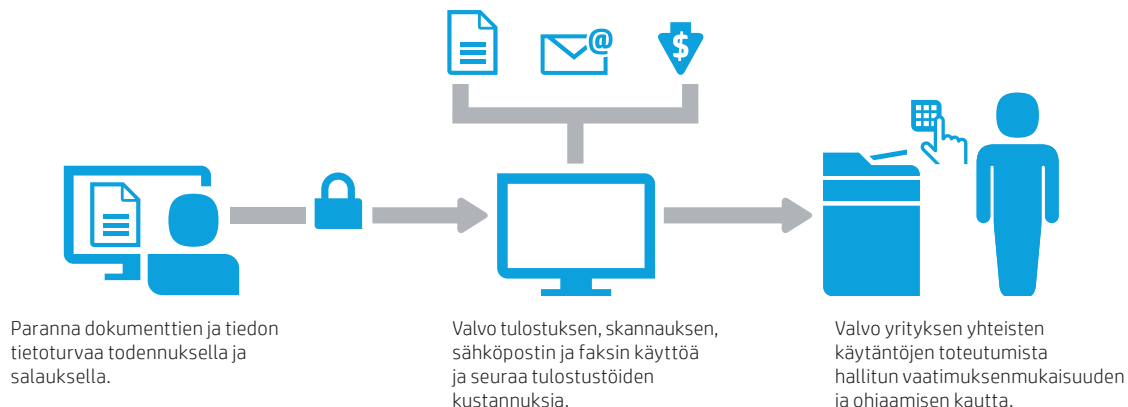 @
$
Paranna dokumenttien ja tiedon
tietoturvaa todennuksella ja
salauksella.
Valvo tulostuksen, skannauksen,
sähköpostin ja faksin käyttöä
ja seuraa tulostustöiden
kustannuksia.
Valvo yrityksen yhteisten
käytäntöjen toteutumista
hallitun vaatimuksenmukaisuuden
ja ohjaamisen kautta.